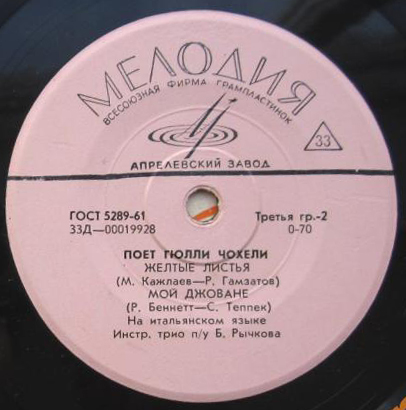 МЕЛОДИЯ
ВСЕСОЮЗНАЯ ФИРМА ГРАМПЛАСТИНОК
33
АПРЕЛЕВСКИЙ ЗАВОД
ГОСТ 5289-61 Третья гр.-2
33Д—00019928 0-70
ПОЕТ ГЮЛЛИ ЧОХЕЛИ
ЖЕЛТЫЕ ЛИСТЬЯ
(М. Кажлаев—Р. Гамзатов)
МОЙ ДЖОВАНЕ
(Р. Беннетт—С. Теппек)
На итальянском языке
Инстр. трио п/у Б. Рычкова